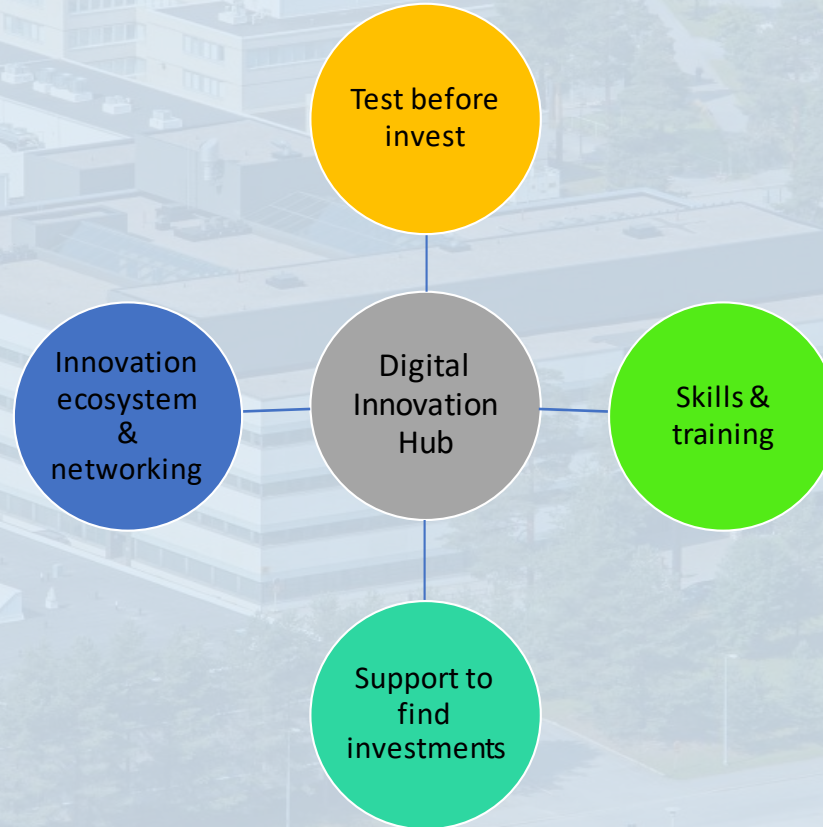 Test before
invest
Innovation
ecosystem
&
networking
Digital
Innovation
Hub
Skills &
training
Support to
find
investments